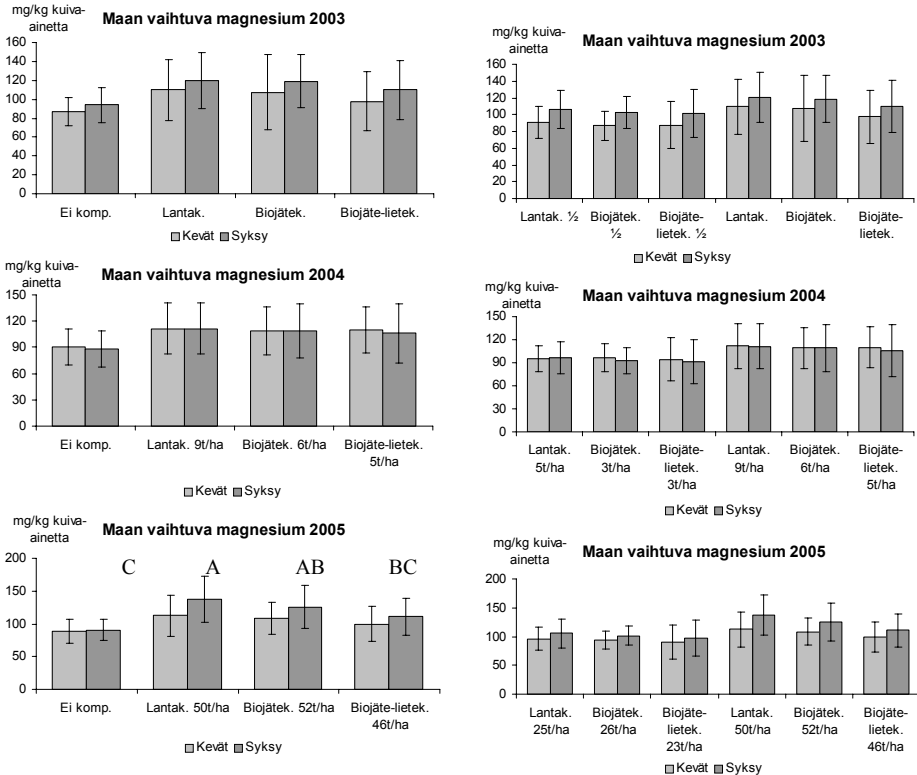 mg/kg kuiva-
ainetta
Maan vaihtuva magnesium 2003
160
140
120
100
80
60
40
20
0
Ei komp.
Lantak.
Biojätek.
Biojäte-lietek.
Kevät Syksy
mg/kg kuiva-
ainetta
Maan vaihtuva magnesium 2003
160
140
120
100
80
60
40
20
0
Lantak. ½
Biojätek.
½
Biojäte-
lietek. ½
Lantak.
Biojätek.
Biojäte-
lietek.
Kevät Syksy
mg/kg kuiva-
ainetta
Maan vaihtuva magnesium 2004
150
120
90
60
30
0
Ei komp.
Lantak. 9t/ha
Biojätek. 6t/ha
Biojäte-lietek.
5t/ha
Kevät Syksy
mg/kg kuiva-
ainetta
Maan vaihtuva magnesium 2004
150
120
90
60
30
0
Lantak.
5t/ha
Biojätek.
3t/ha
Biojäte-
lietek.
3t/ha
Lantak.
9t/ha
Biojätek.
6t/ha
Biojäte-
lietek.
5t/ha
Kevät Syksy
mg/kg kuiva-
ainetta
Maan vaihtuva magnesium 2005
200
150
100
50
0
C A AB BC
Ei komp.
Lantak. 50t/ha
Biojätek. 52t/ha
Biojäte-lietek.
46t/ha
Kevät Syksy
mg/kg kuiva-
ainetta
Maan vaihtuva magnesium 2005
200
150
100
50
0
Lantak.
25t/ha
Biojätek.
26t/ha
Biojäte-
lietek.
23t/ha
Lantak.
50t/ha
Biojätek.
52t/ha
Biojäte-
lietek.
46t/ha
Kevät Syksy